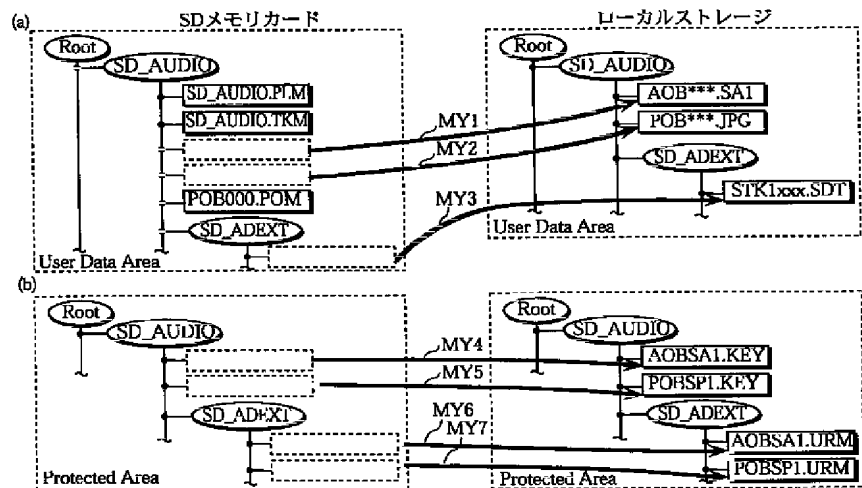 SDメモリカード
ローカルストレージ
(a)
Root
SD_AUDIO
SD_AUDIO.PLM
SD_AUDIO.TKM
POB000.POM
SD_ADEXT
User Data Area
MY1
MY2
MY3
Root
SD_AUDIO
AOB***.SA1
POB***.JPG
SD_ADEXT
STK1xxx.SDT
User Data Area
(b)
Root
SD_AUDIO
SD_ADEXT
Protected Area
MY4
MY5
MY6
MY7
Root
SD_AUDIO
AOBSA1.KEY
POBSP1.KEY
SD_ADEXT
AOBSA1.URM
POBSP1.URM
Protected Area